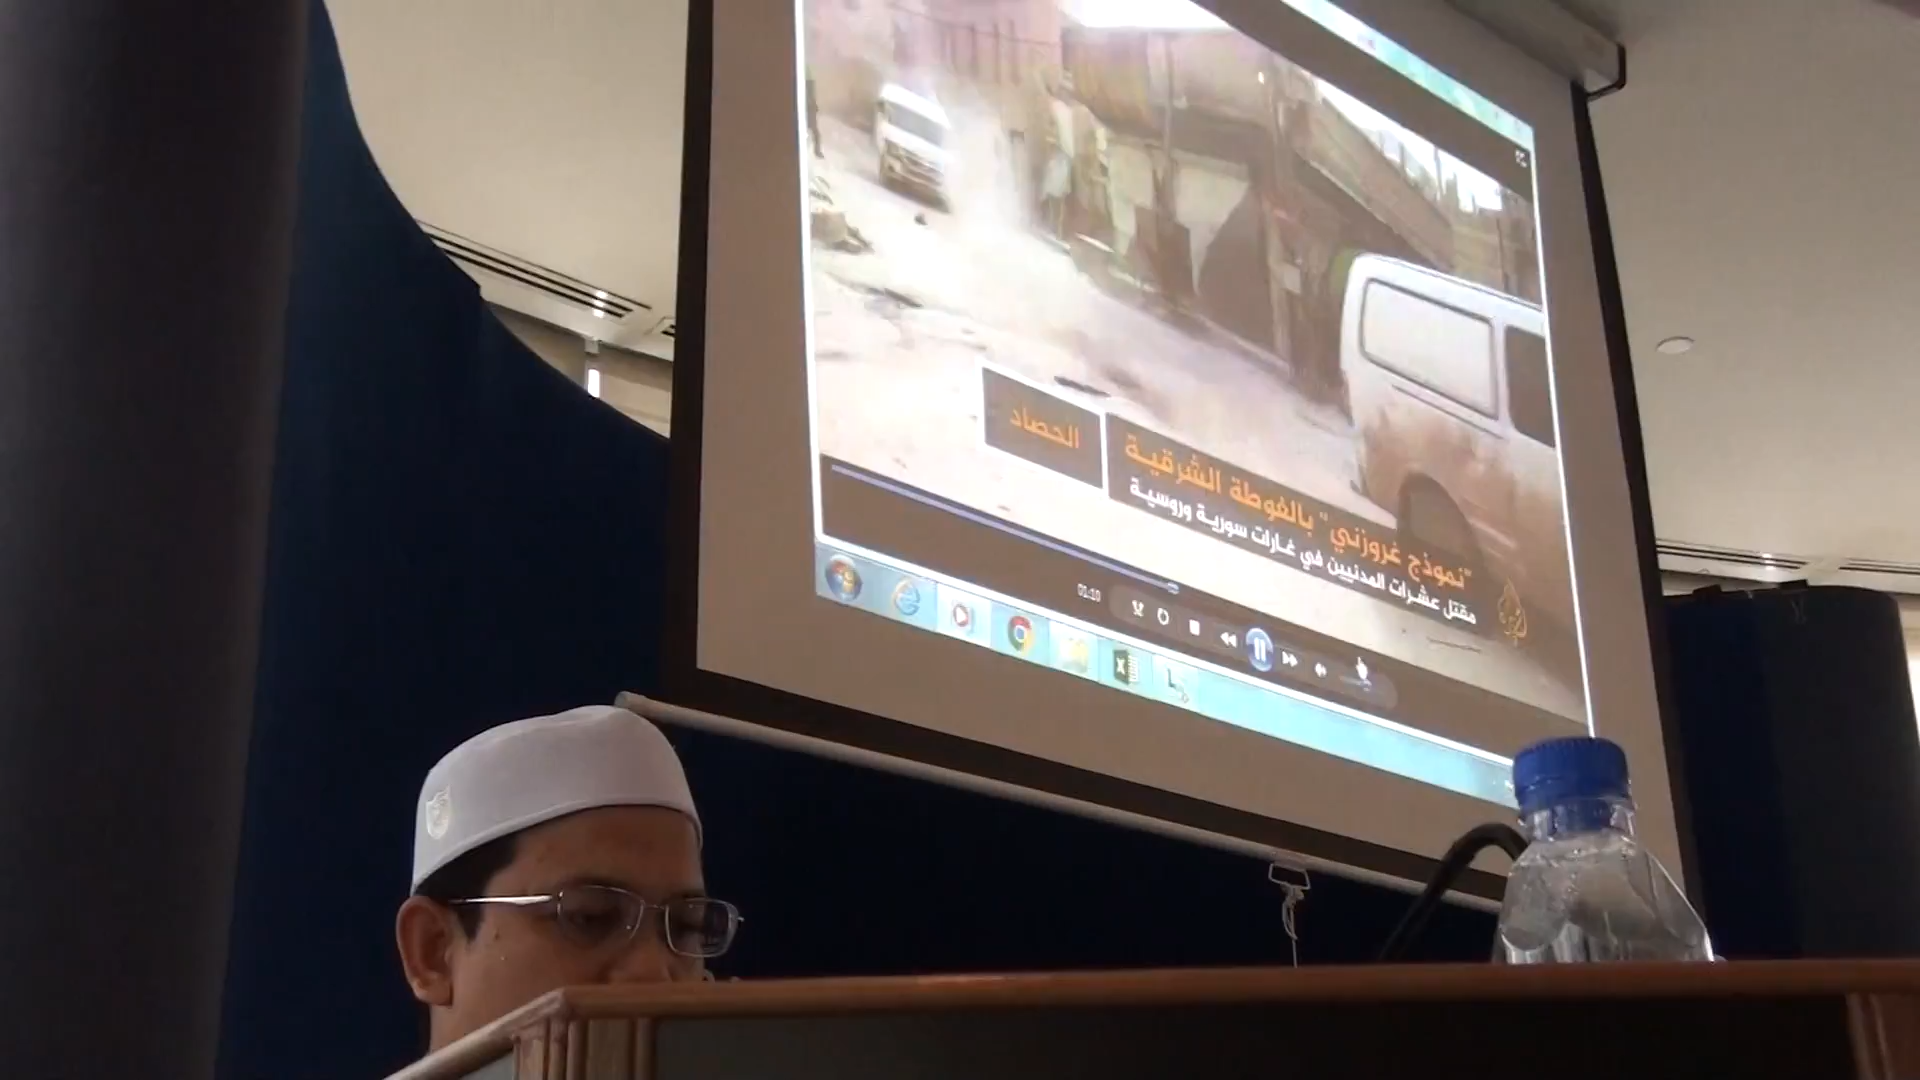 الحصاد
"نموذج غروزني" بالغوطة الشرقية
مقتل عشرات المدنيين في غارات سورية وروسية
01:10